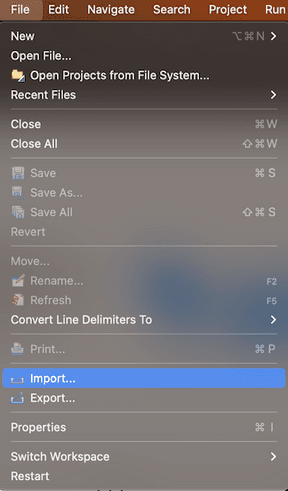 File Edit Navigate Search Project Run
New ⌥⌘N >
Open File...
Open Projects from File System...
Recent Files >
Close ⌘W
Close All ⇧⌘W
Save ⌘S
Save As...
Save All ⇧⌘S
Revert
Move...
Rename... F2
Refresh F5
Convert Line Delimiters To >
Print... ⌘P
Import...
Export...
Properties ⌘I
Switch Workspace >
Restart